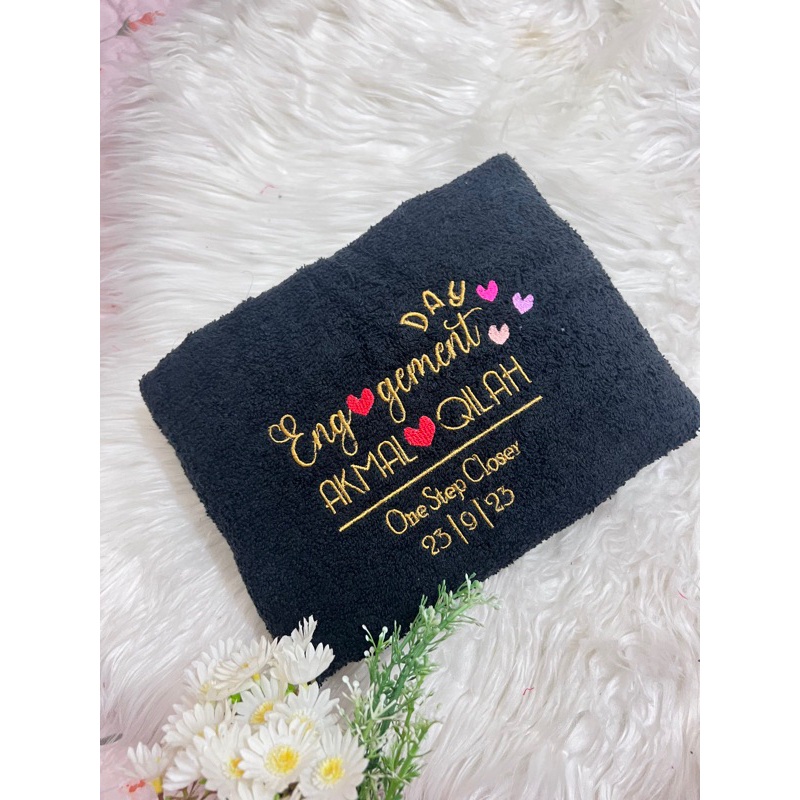 DAY
Engagement
AKMAL QILAH
One Step Closer
23|9|'23